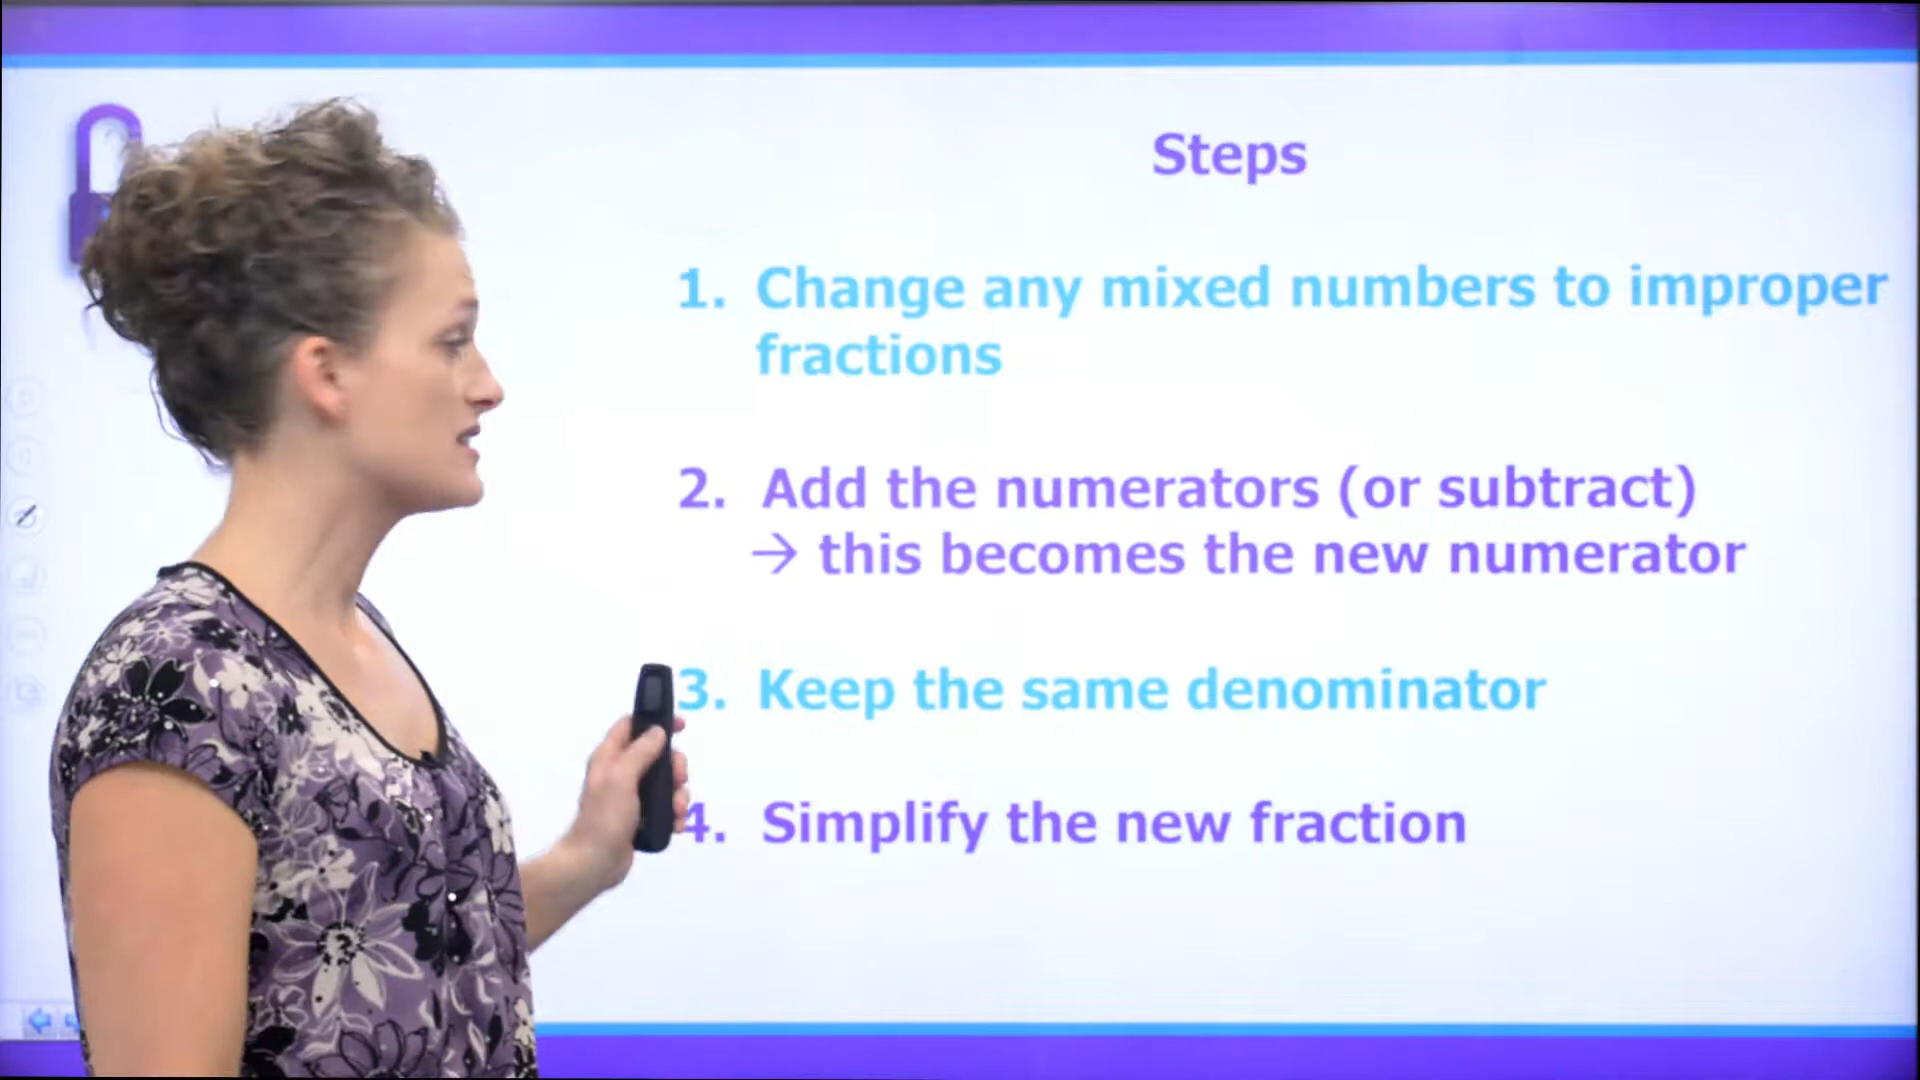 Steps
1. Change any mixed numbers to improper
fractions
2. Add the numerators (or subtract)
→ this becomes the new numerator
3. Keep the same denominator
4. Simplify the new fraction